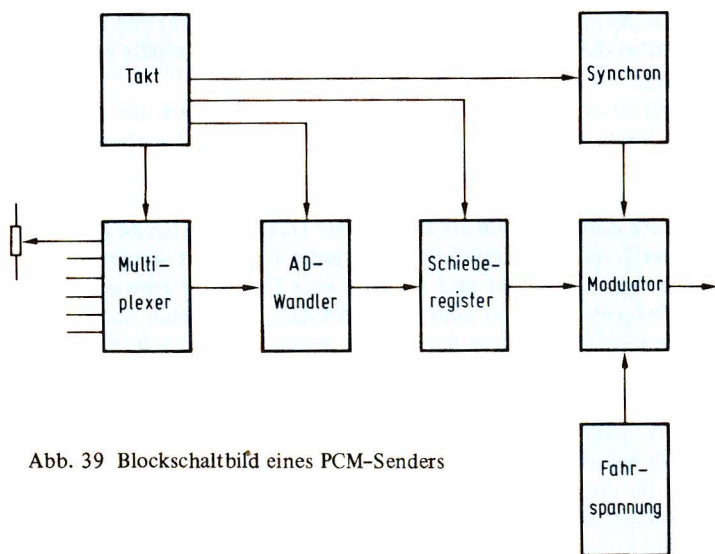 Takt
Synchron
Multi-
plexer
AD-
Wandler
Schiebe-
register
Modulator
Abb. 39 Blockschaltbild eines PCM-Senders
Fahr-
spannung